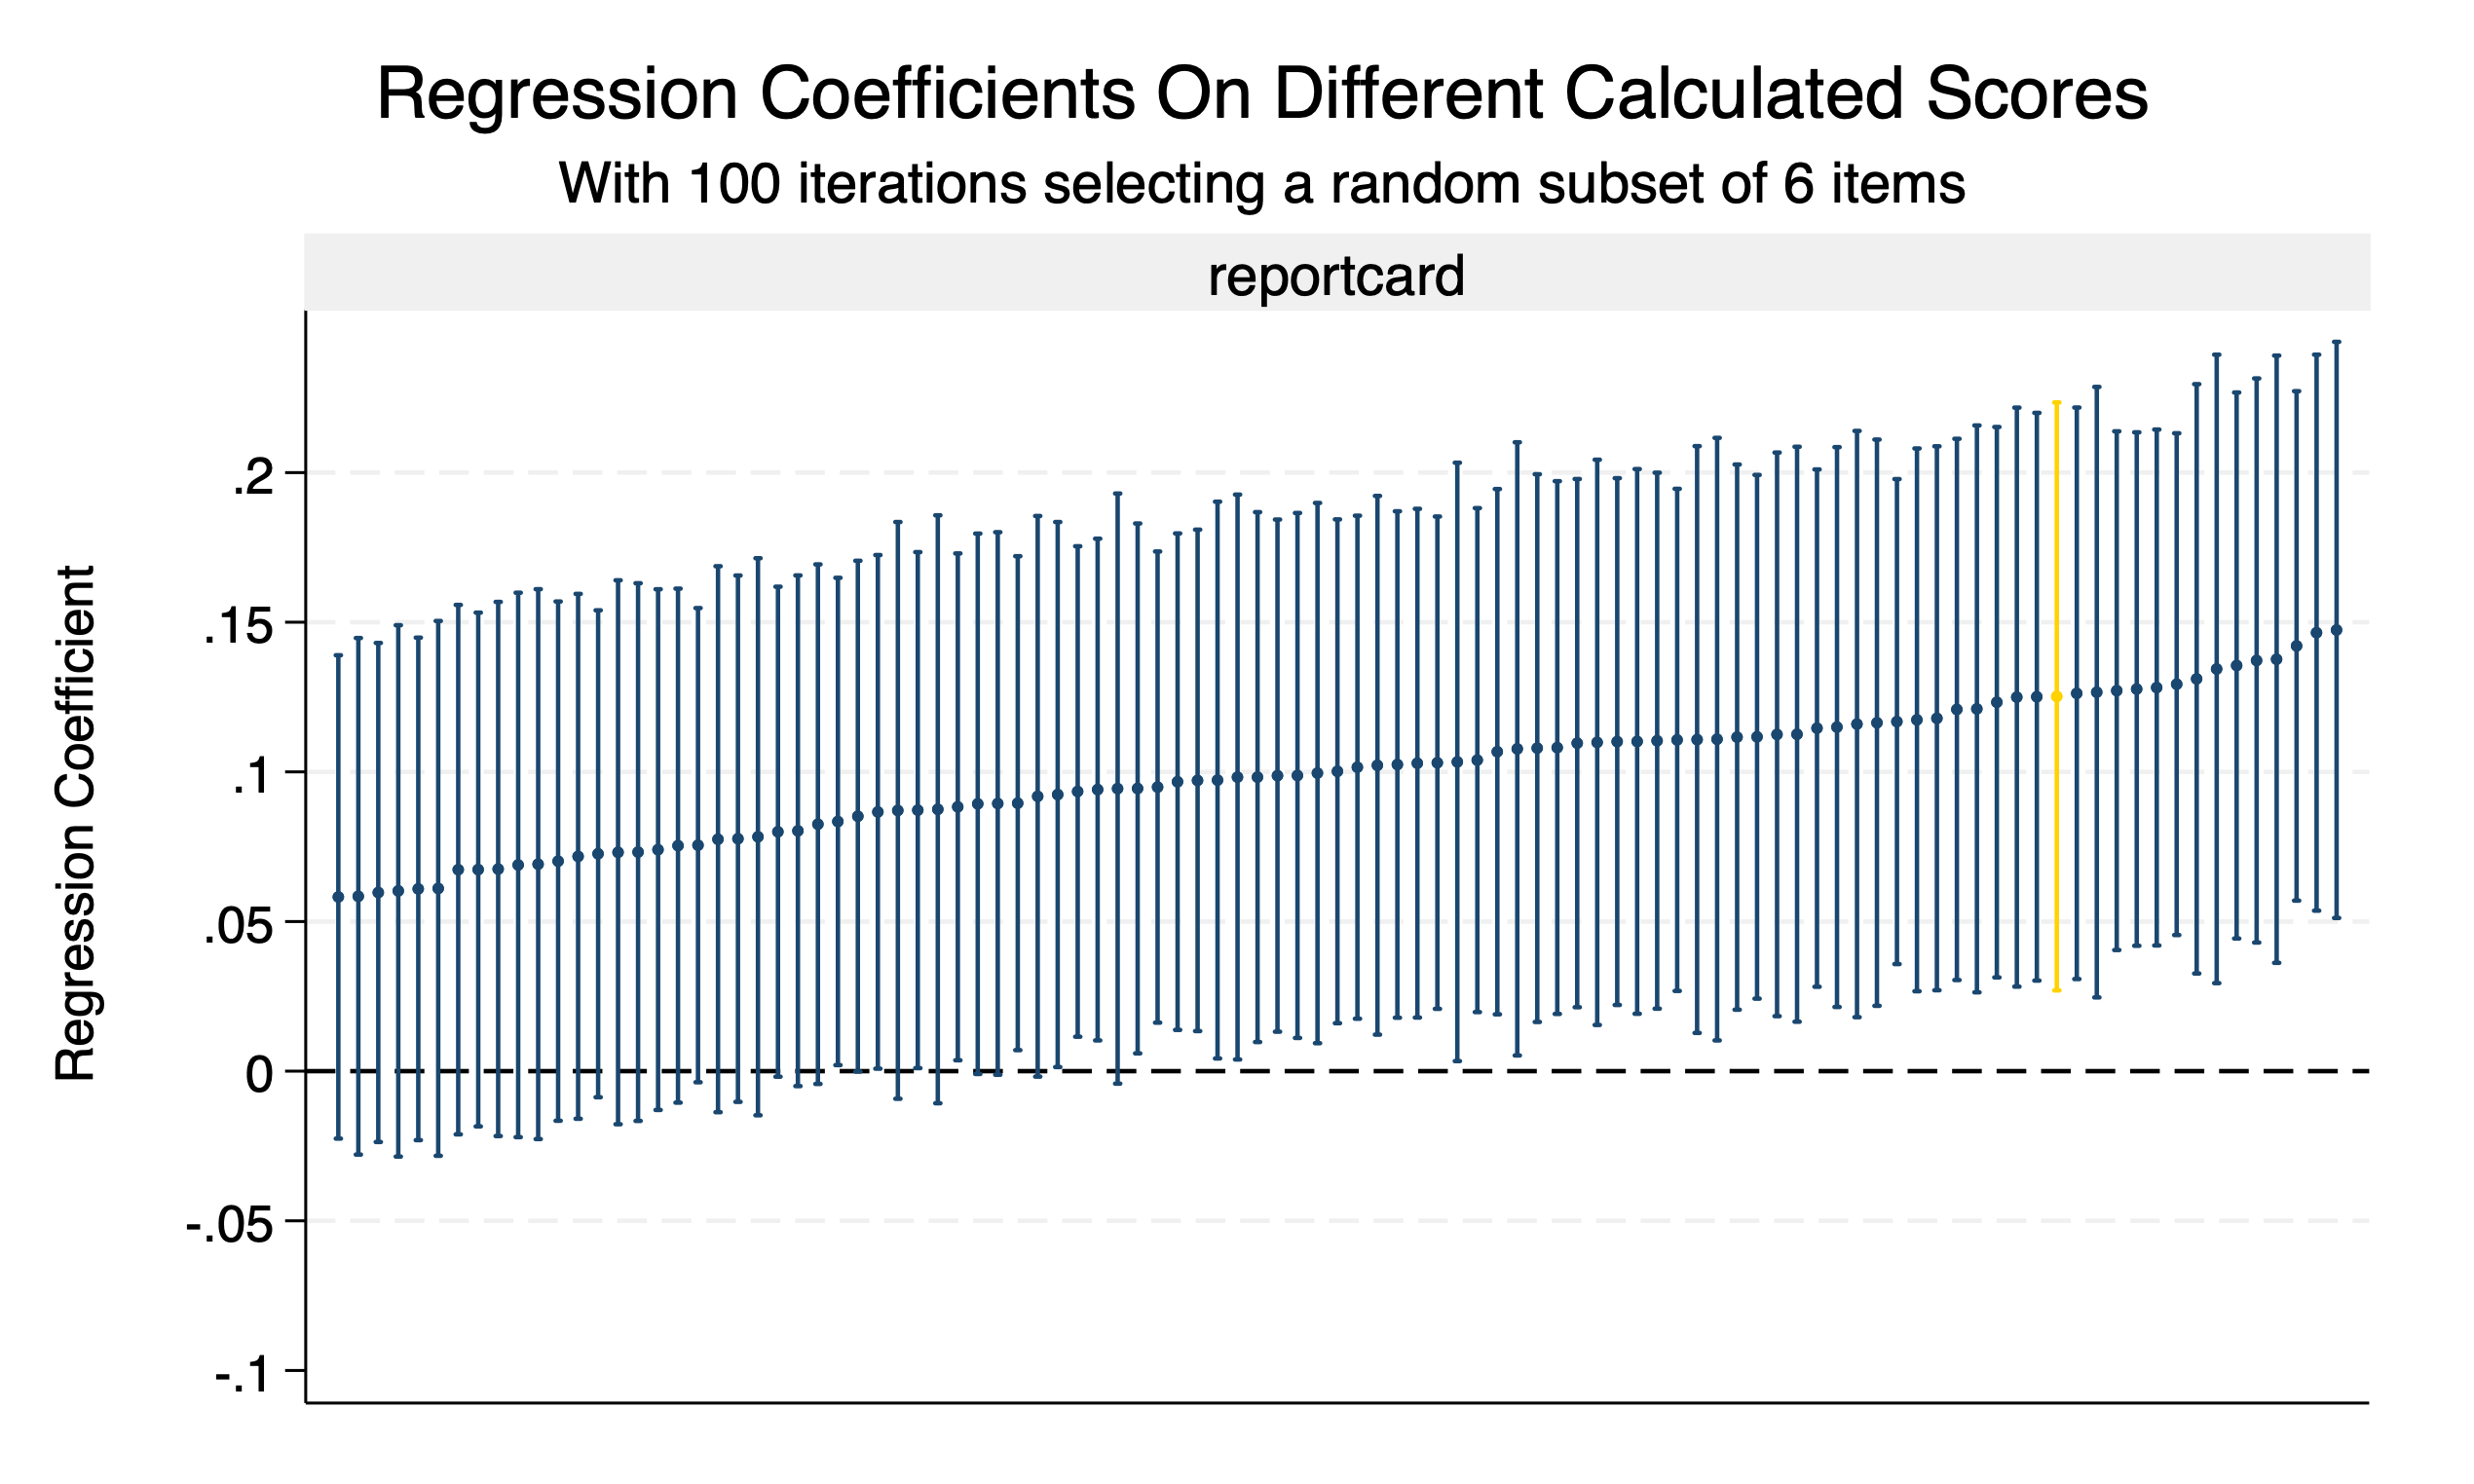 Regression Coefficients On Different Calculated Scores
With 100 iterations selecting a random subset of 6 items
reportcard
Regression Coefficient
.2
.15
.1
.05
0
-.05
-.1